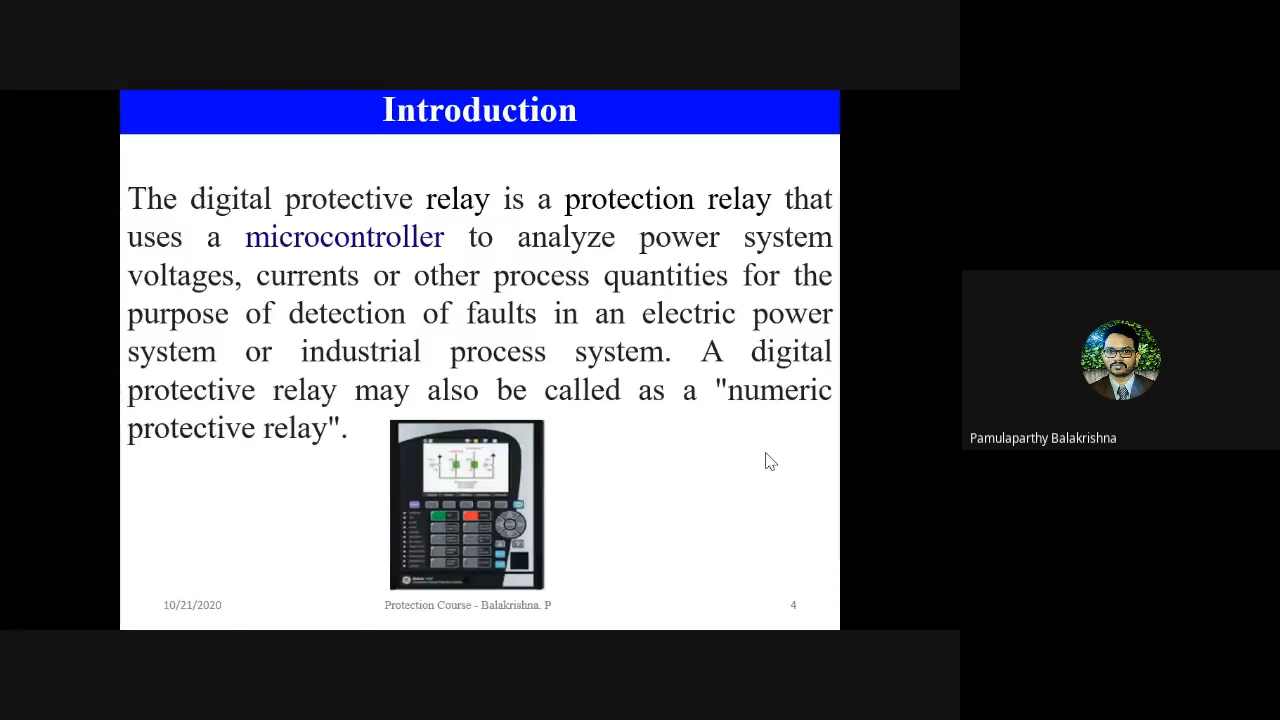 Introduction
The digital protective relay is a protection relay that
uses a microcontroller to analyze power system
voltages, currents or other process quantities for the
purpose of detection of faults in an electric power
system or industrial process system. A digital
protective relay may also be called as a "numeric
protective relay".
10/21/2020
Protection Course - Balakrishna. P
4
Pamulaparthy Balakrishna